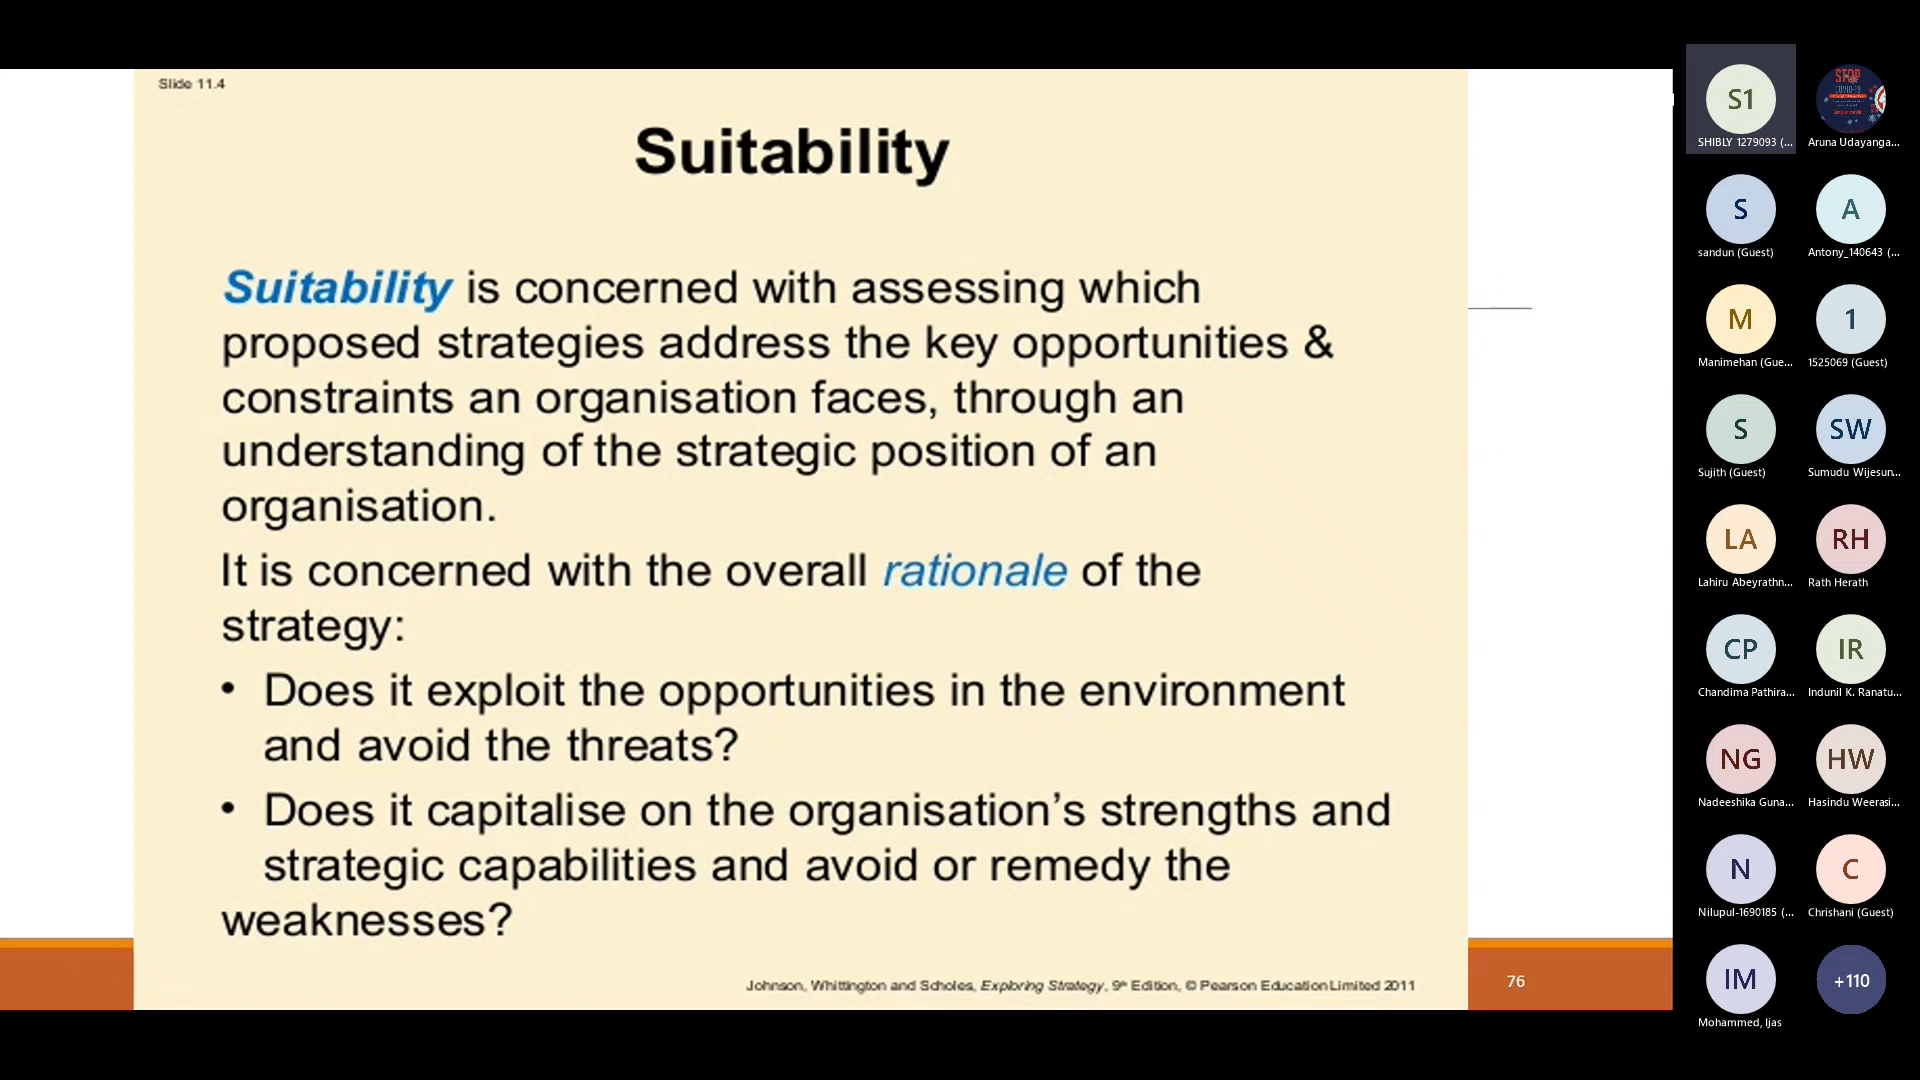 Slide 11.4
Suitability
Suitability is concerned with assessing which
proposed strategies address the key opportunities &
constraints an organisation faces, through an
understanding of the strategic position of an
organisation.
It is concerned with the overall rationale of the
strategy:
• Does it exploit the opportunities in the environment
and avoid the threats?
• Does it capitalise on the organisation’s strengths and
strategic capabilities and avoid or remedy the
weaknesses?
Johnson, Whittington and Scholes, Exploring Strategy, 9th Edition, © Pearson Education Limited 2011
76
S1
SHIBLY 1279093 (...
STOP
COVID-19
Aruna Udayanga...
S
sandun (Guest)
A
Antony_140643 (...
M
Manimehan (Gue...
1
1525069 (Guest)
S
Sujith (Guest)
SW
Sumudu Wijesun...
LA
Lahiru Abeyrathn...
RH
Rath Herath
CP
Chandima Pathira...
IR
Indunil K. Ranatu...
NG
Nadeeshika Guna...
HW
Hasindu Weerasi...
N
Nilupul-1690185 (...
C
Chrishani (Guest)
IM
Mohammed, Ijas
+110